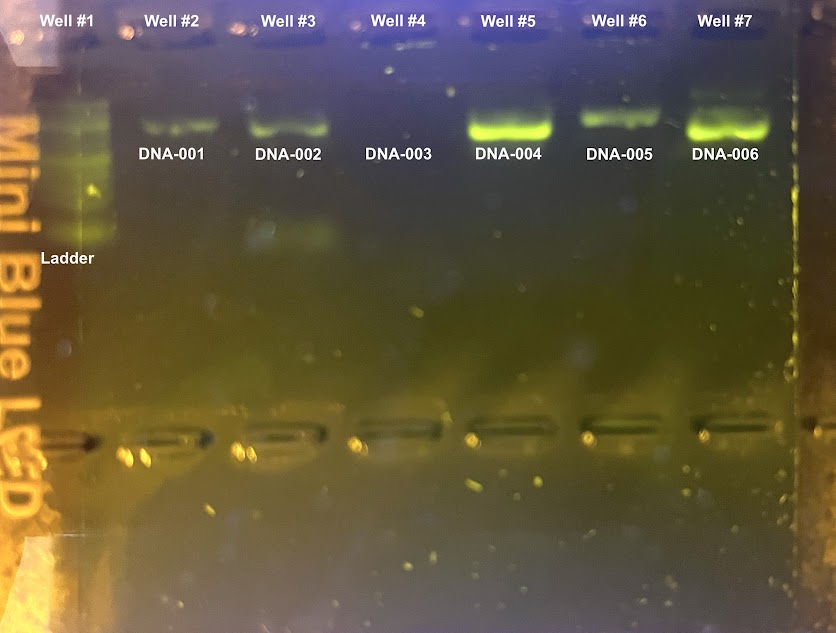 Well #1 Well #2 Well #3 Well #4 Well #5 Well #6 Well #7
DNA-001 DNA-002 DNA-003 DNA-004 DNA-005 DNA-006
Ladder
Mini Blue LED